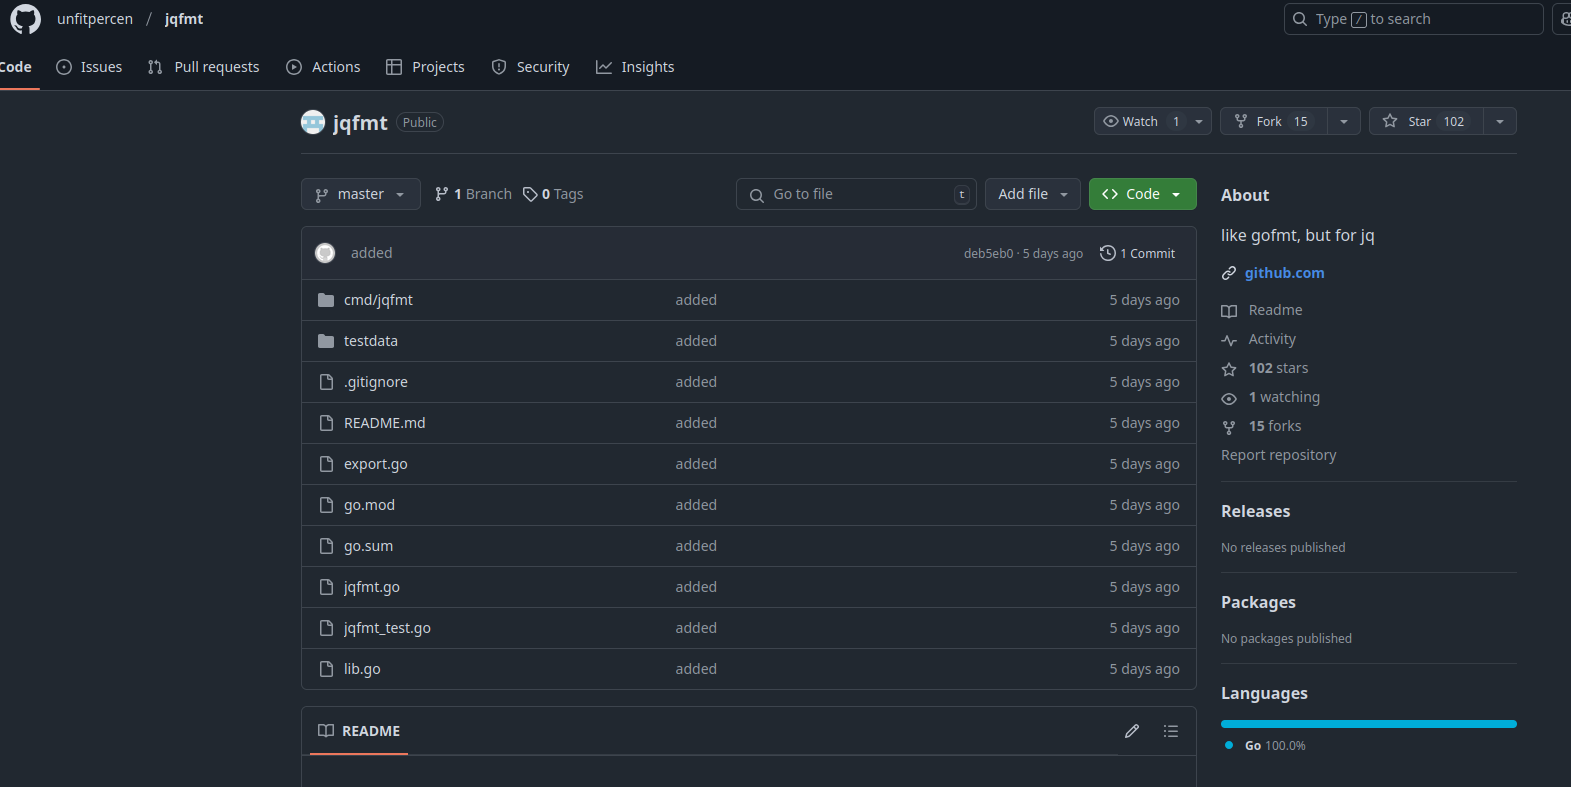 unfitpercen / jqfmt
Type / to search
Code Issues Pull requests Actions Projects Security Insights
jqfmt Public
Watch 1 Fork 15 Star 102
master 1 Branch 0 Tags Go to file t Add file Code
added deb5eb0 · 5 days ago 1 Commit
cmd/jqfmt added 5 days ago
testdata added 5 days ago
.gitignore added 5 days ago
README.md added 5 days ago
export.go added 5 days ago
go.mod added 5 days ago
go.sum added 5 days ago
jqfmt.go added 5 days ago
jqfmt_test.go added 5 days ago
lib.go added 5 days ago
README
About
like gofmt, but for jq
github.com
Readme
Activity
102 stars
1 watching
15 forks
Report repository
Releases
No releases published
Packages
No packages published
Languages
Go 100.0%